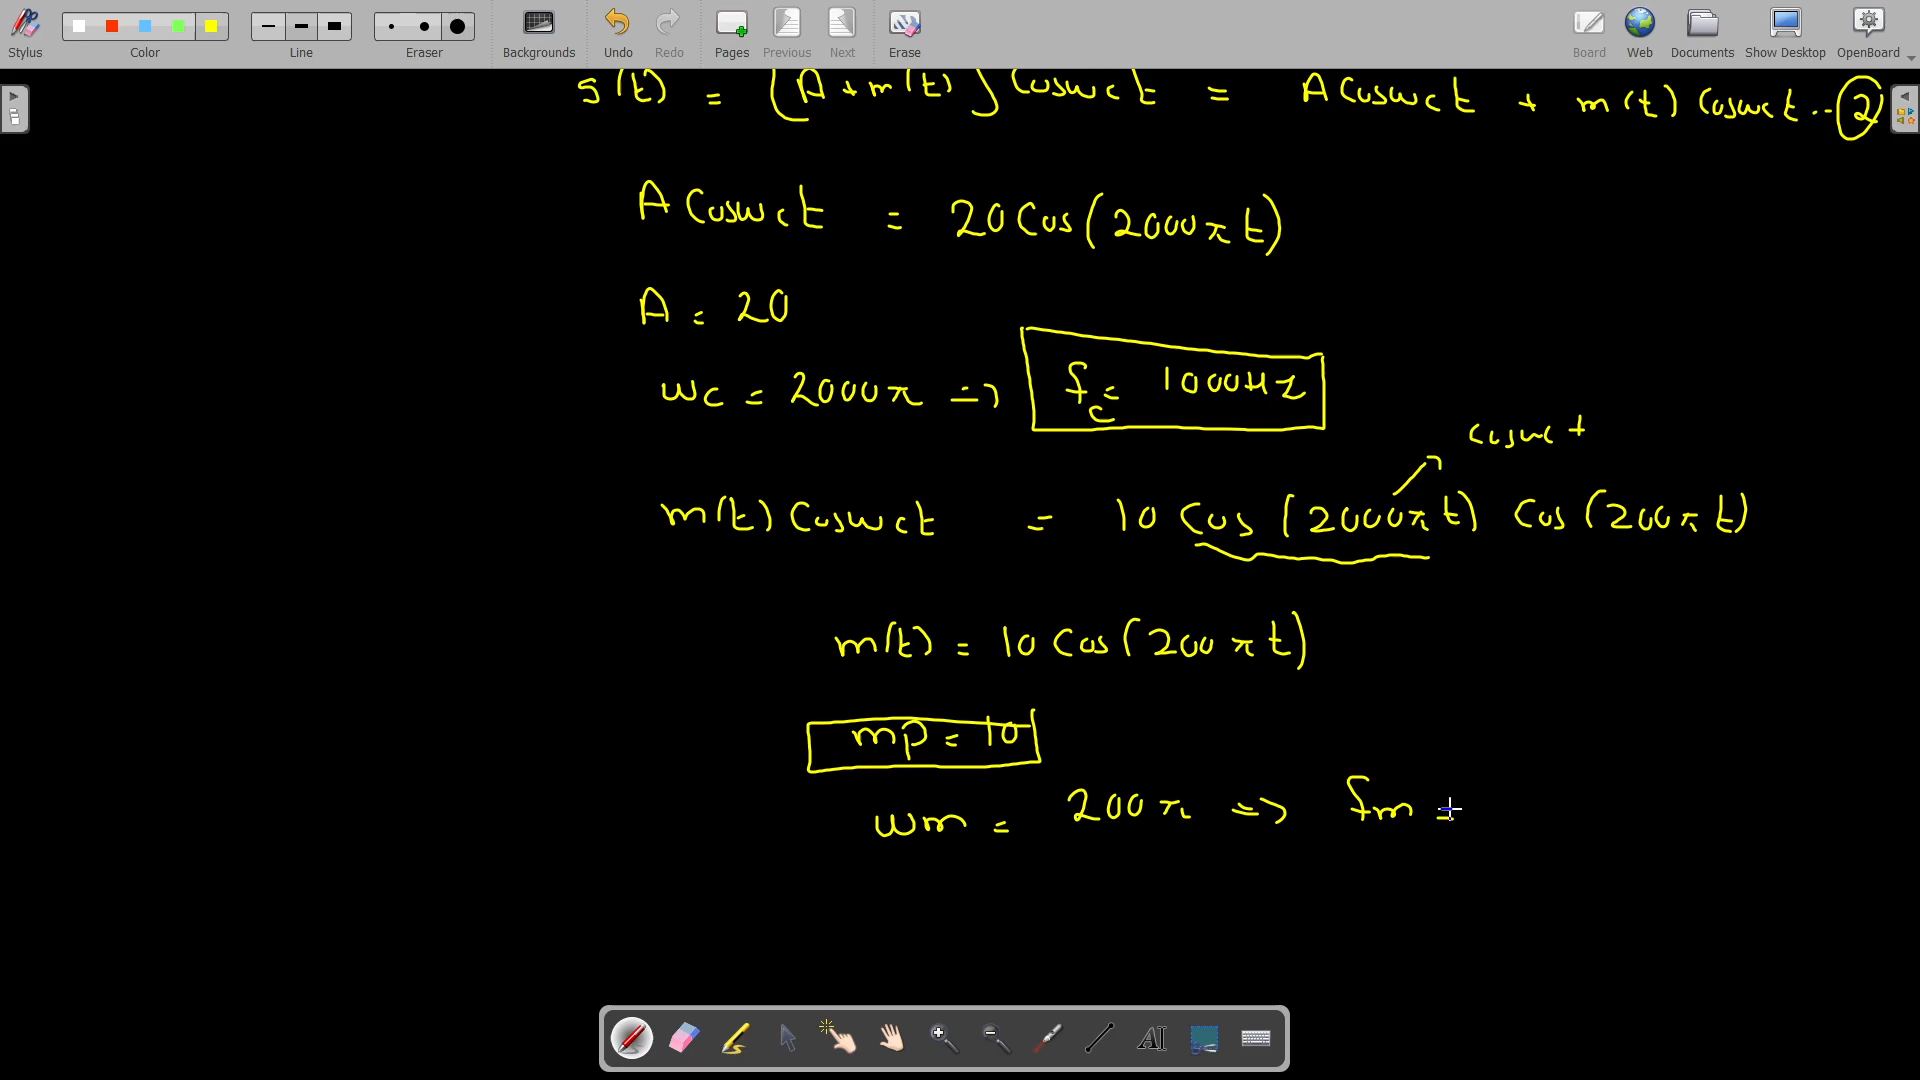 Stylus Color Line Eraser Backgrounds Undo Redo Pages Previous Next Erase Board Web Documents Show Desktop OpenBoard
s(t) = [A + m(t)] Cosωct = A Cosωct + m(t) Cosωct .. 2
A Cosωct = 20 Cos(2000πt)
A = 20
ωc = 2000π => fc = 1000Hz
cosωct
m(t) Cosωct = 10 Cos(2000πt) Cos(200πt)
m(t) = 10 Cos(200πt)
mp = 10
ωm = 200π => fm =
AI